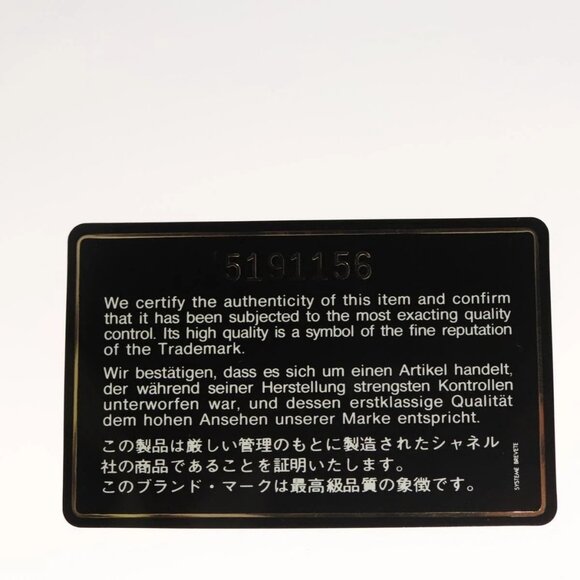 5191156
We certify the authenticity of this item and confirm
that it has been subjected to the most exacting quality
control. Its high quality is a symbol of the fine reputation
of the Trademark.
Wir bestätigen, dass es sich um einen Artikel handelt,
der während seiner Herstellung strengsten Kontrollen
unterworfen war, und dessen erstklassige Qualität
dem hohen Ansehen unserer Marke entspricht.
この製品は厳しい管理のもとに製造されたシャネル
社の商品であることを証明いたします。
このブランド・マークは最高級品質の象徴です。
SYSTEME BREVETE